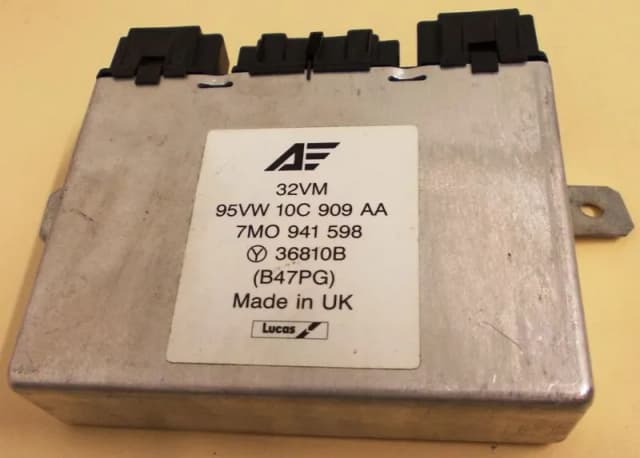 AE
32VM
95VW 10C 909 AA
7MO 941 598
Ⓨ 36810B
(B47PG)
Made in UK
Lucas